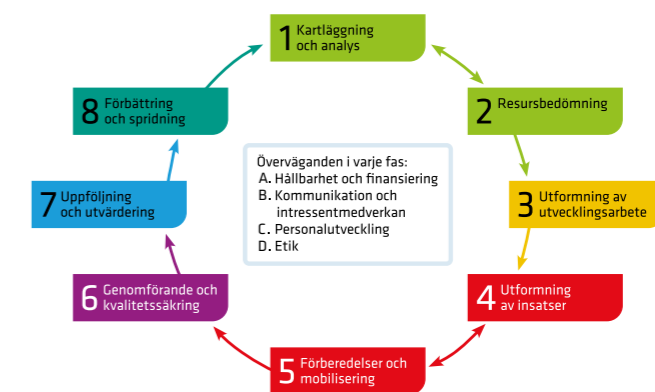 1 Kartläggning
och analys
2 Resursbedömning
3 Utformning av
utvecklingsarbete
4 Utformning
av insatser
5 Förberedelser och
mobilisering
6 Genomförande och
kvalitetssäkring
7 Uppföljning
och utvärdering
8 Förbättring
och spridning
Överväganden i varje fas:
A. Hållbarhet och finansiering
B. Kommunikation och
intressentmedverkan
C. Personalutveckling
D. Etik